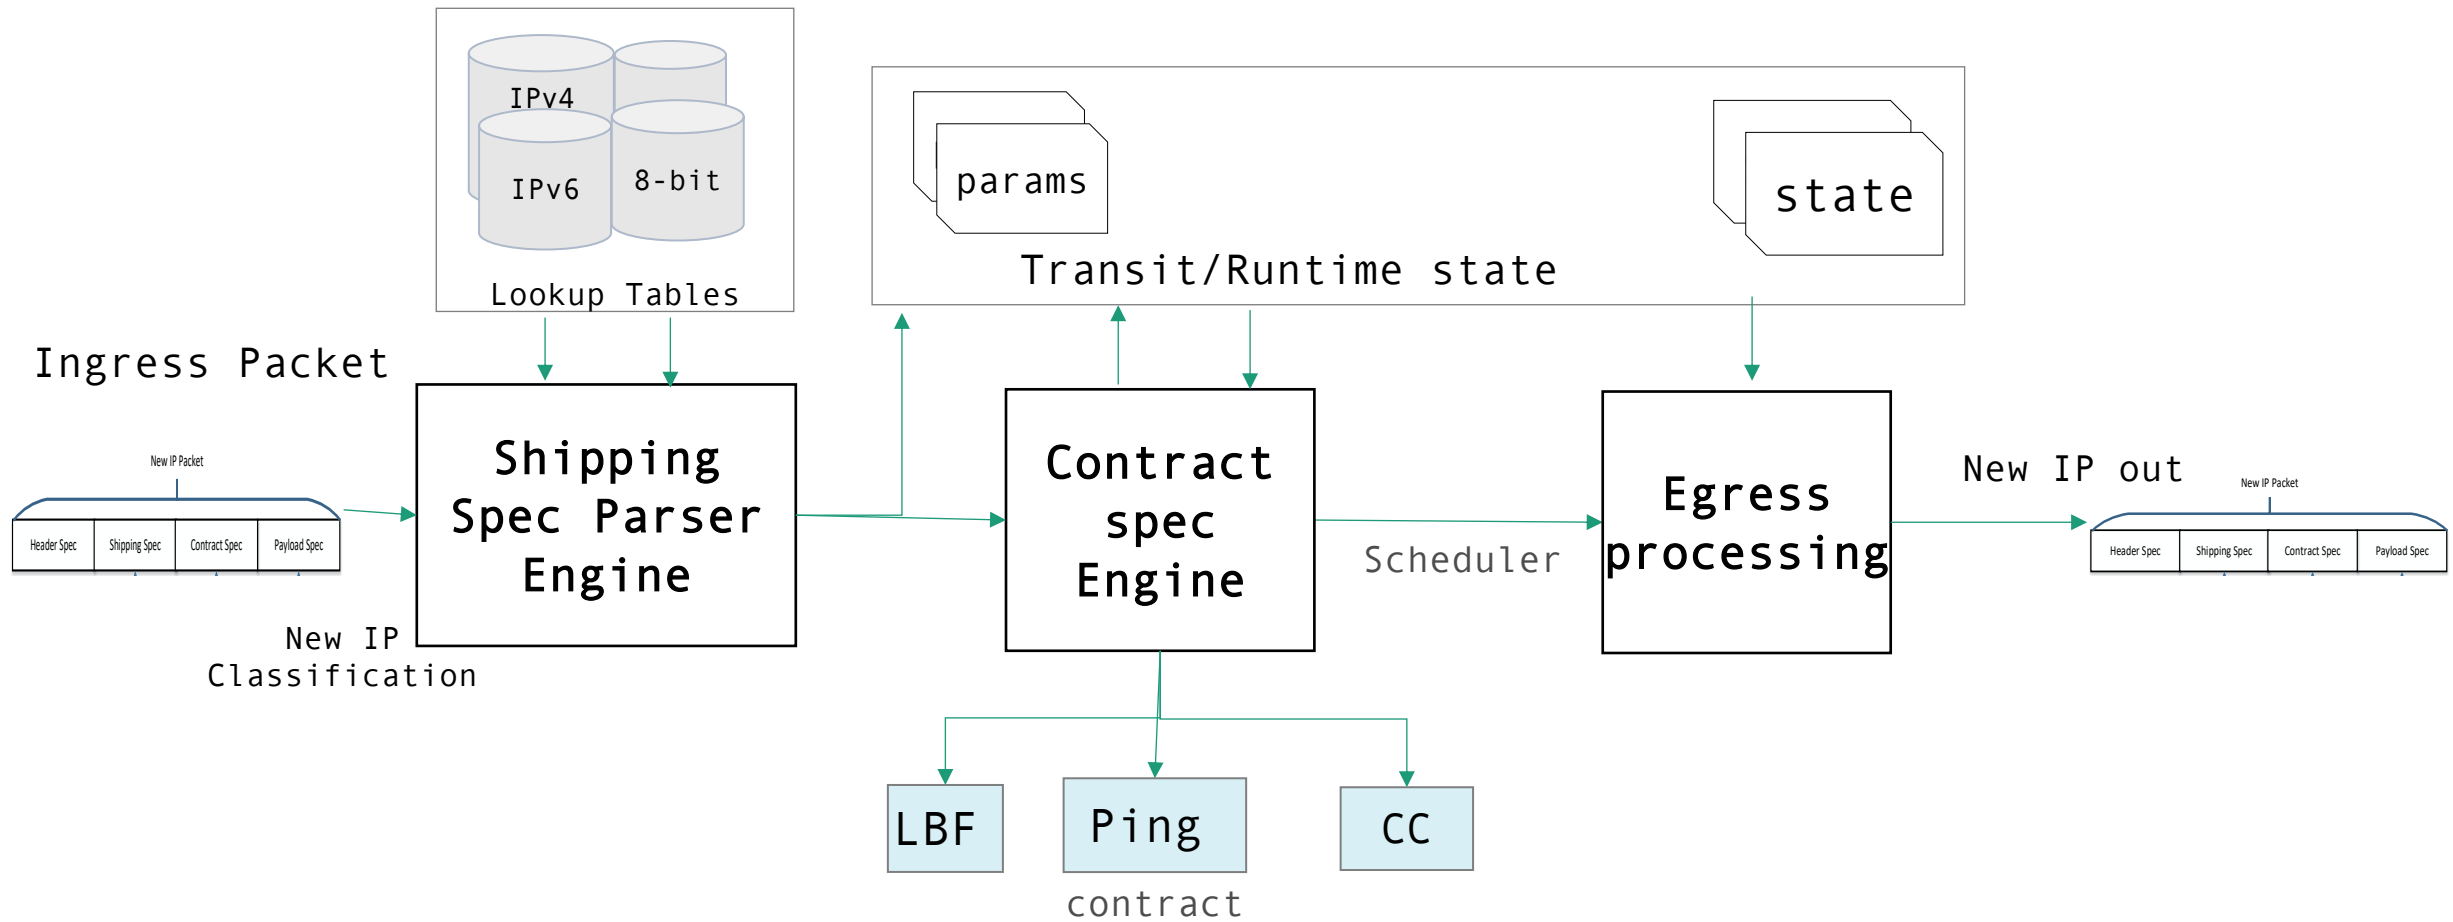 IPv4
IPv6
8-bit
Lookup Tables
params
state
Transit/Runtime state
Ingress Packet
New IP Packet
Header Spec
Shipping Spec
Contract Spec
Payload Spec
New IP
Classification
Shipping
Spec Parser
Engine
Contract
spec
Engine
Scheduler
Egress
processing
New IP out
New IP Packet
Header Spec
Shipping Spec
Contract Spec
Payload Spec
LBF
Ping
CC
contract